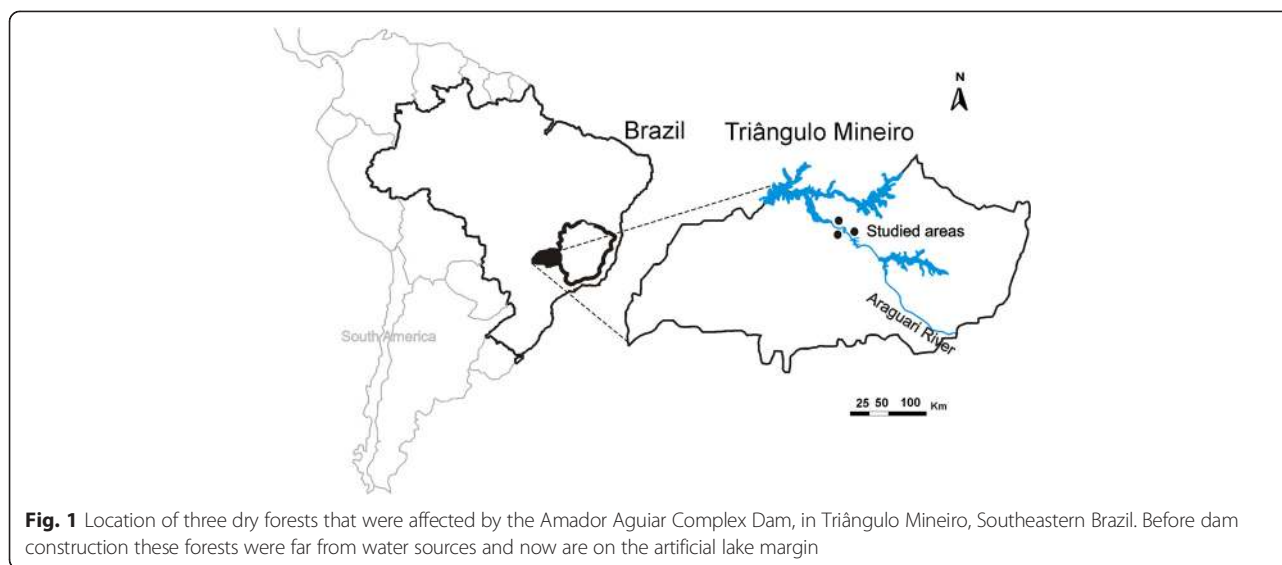 N
Brazil
Triângulo Mineiro
Studied areas
Araguari River
South America
25 50 100 Km
Fig. 1 Location of three dry forests that were affected by the Amador Aguiar Complex Dam, in Triângulo Mineiro, Southeastern Brazil. Before dam
construction these forests were far from water sources and now are on the artificial lake margin